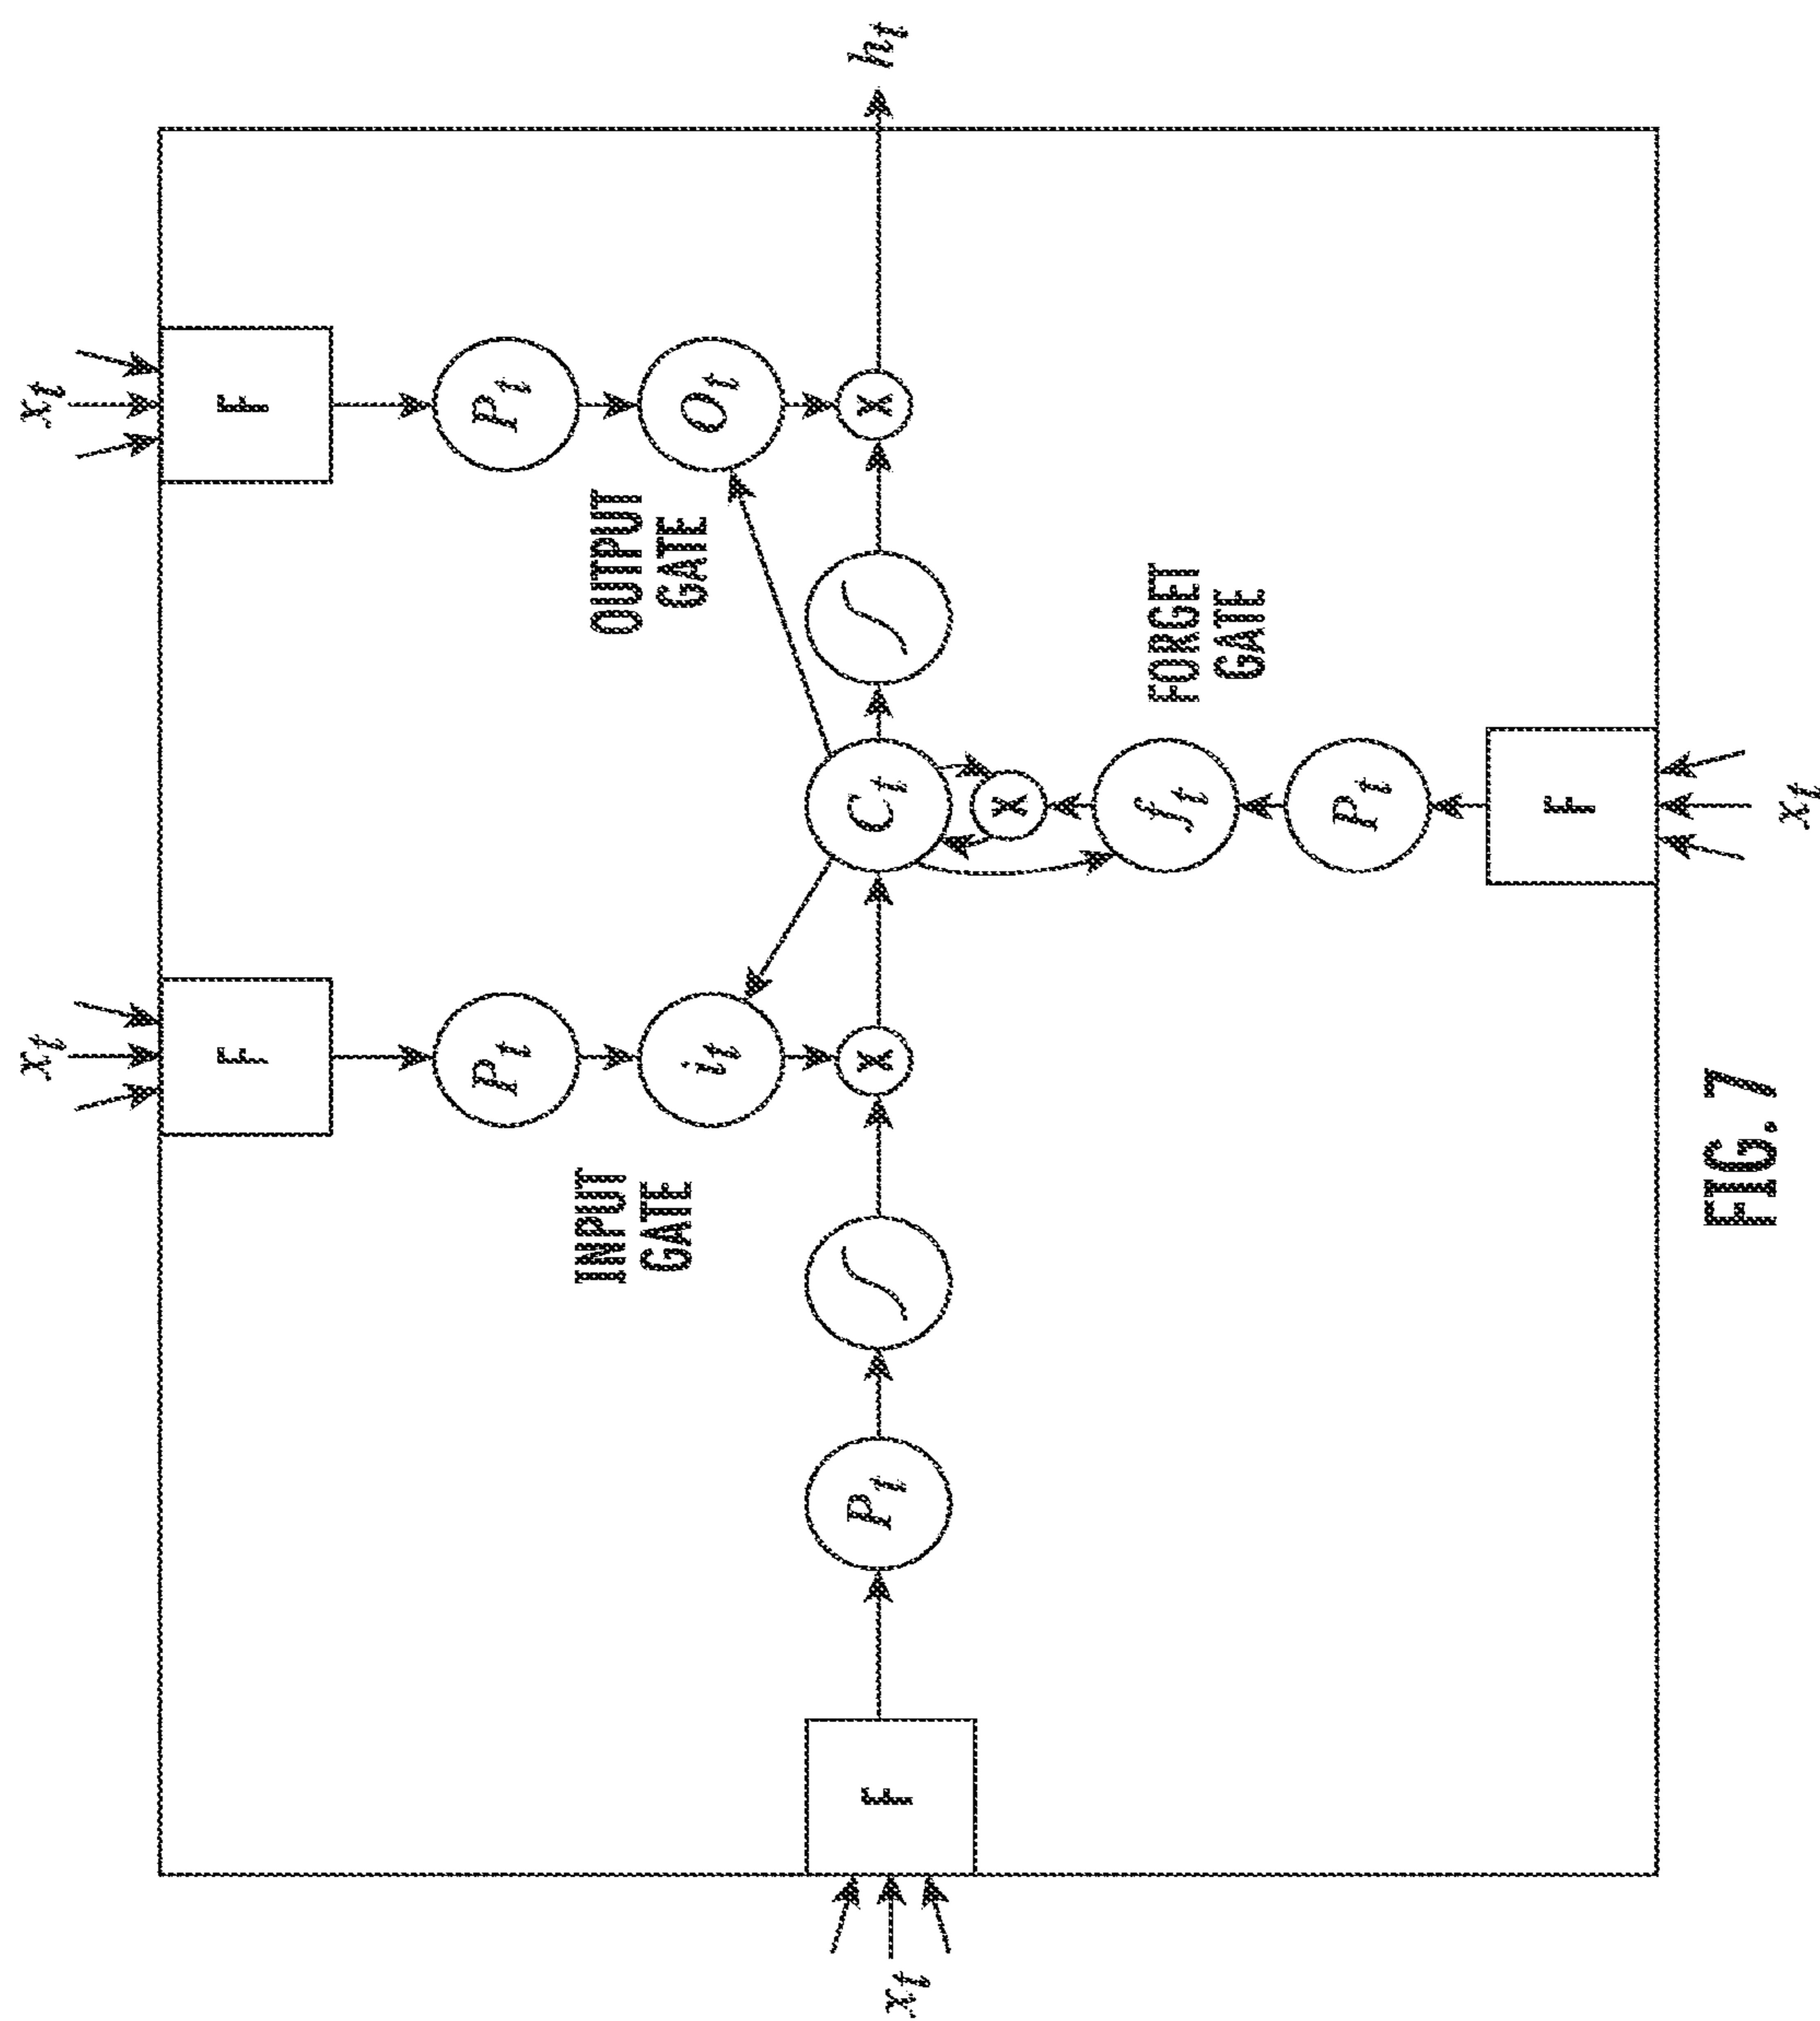 x_t
x_t
F
F
P_t
P_t
INPUT
GATE
OUTPUT
GATE
i_t
O_t
x_t
F
P_t
∫
X
C_t
∫
X
h_t
X
f_t
FORGET
GATE
P_t
F
x_t
FIG. 7